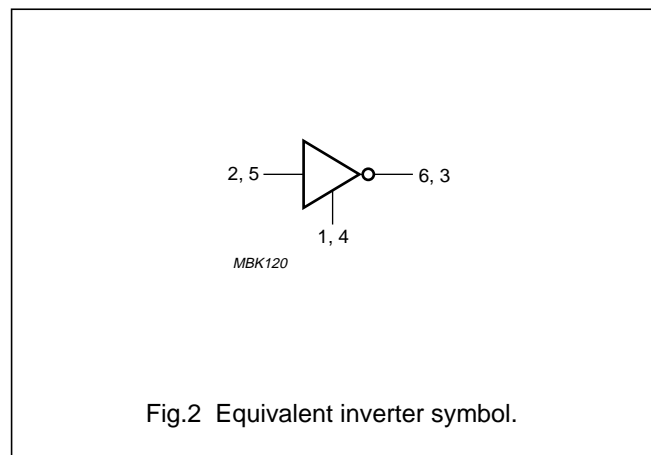 2, 5
6, 3
1, 4
MBK120
Fig.2 Equivalent inverter symbol.